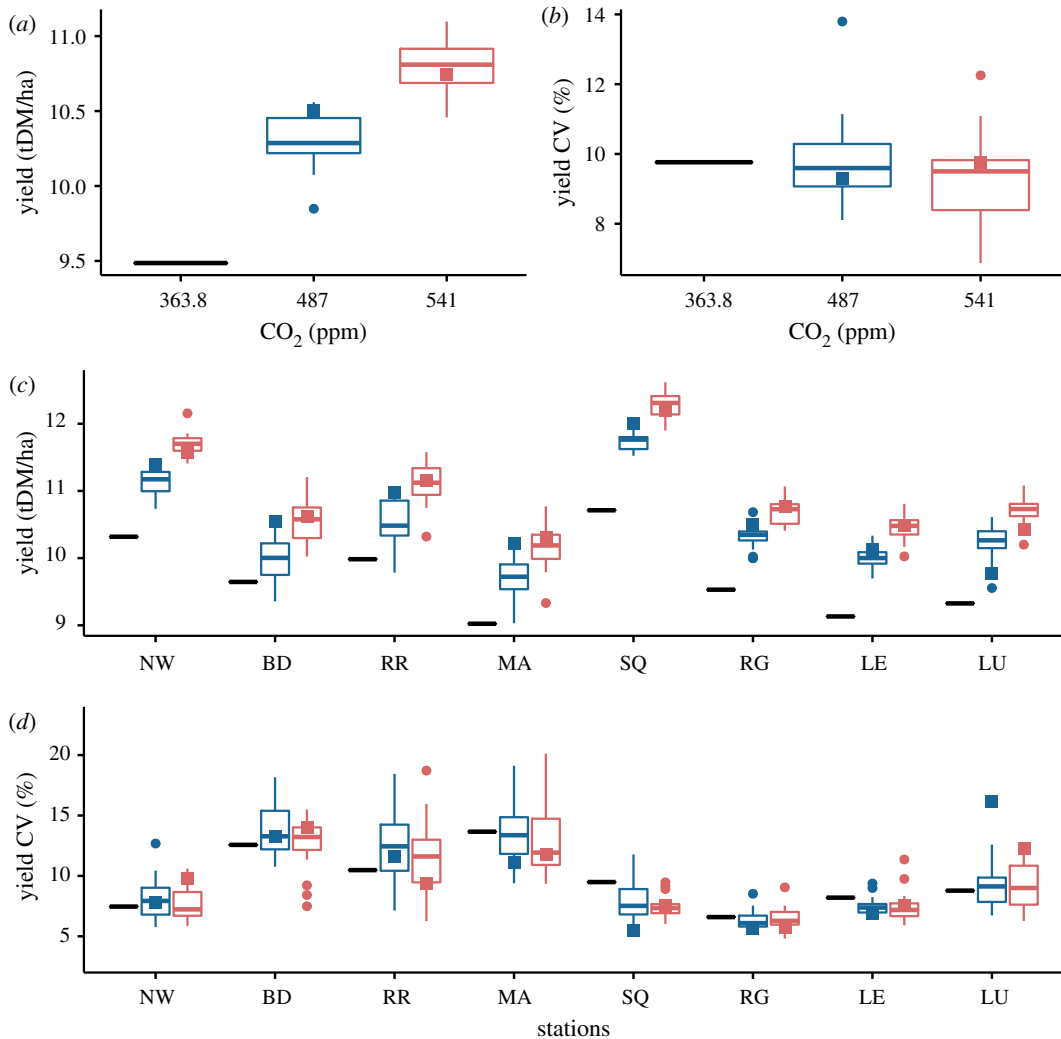 (a)
yield (tDM/ha)
11.0
10.5
10.0
9.5
363.8 487 541
CO₂ (ppm)
(b)
yield CV (%)
14
12
10
8
363.8 487 541
CO₂ (ppm)
(c)
yield (tDM/ha)
12
11
10
9
NW BD RR MA SQ RG LE LU
(d)
yield CV (%)
20
15
10
5
NW BD RR MA SQ RG LE LU
stations